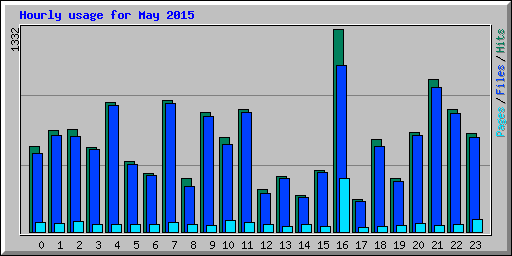 Hourly usage for May 2015
1332
Pages/Files/Hits
0 1 2 3 4 5 6 7 8 9 10 11 12 13 14 15 16 17 18 19 20 21 22 23